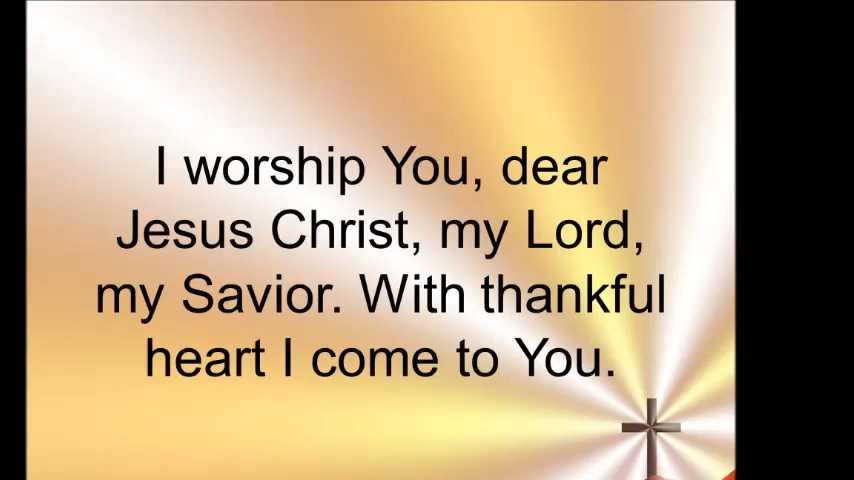 I worship You, dear
Jesus Christ, my Lord,
my Savior. With thankful
heart I come to You.